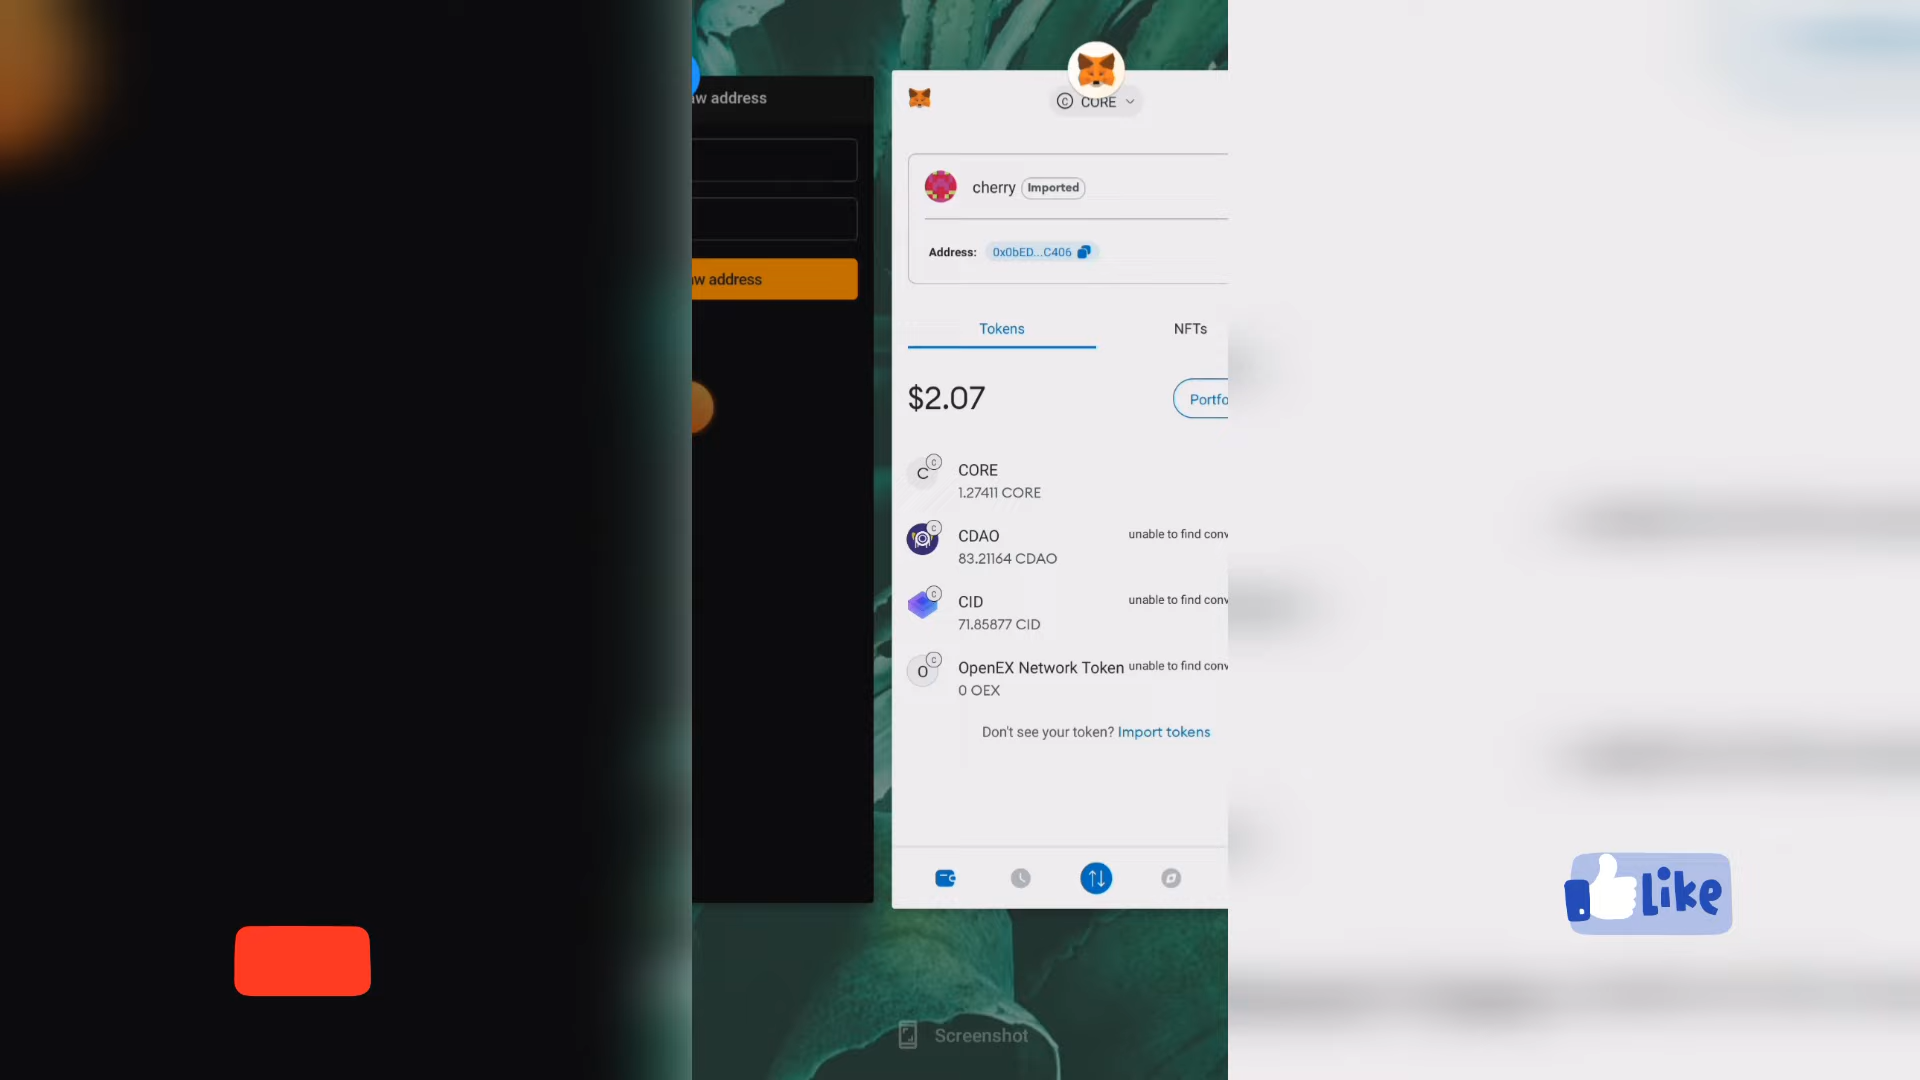 address
address
CORE
cherry Imported
Address: 0x0bED...C406
Tokens NFTs
$2.07
Portfo
CORE
1.27411 CORE
CDAO
unable to find conv
83.21164 CDAO
CID
unable to find conv
71.85877 CID
OpenEX Network Token unable to find conv
0 OEX
Don't see your token? Import tokens
Like
Screenshot